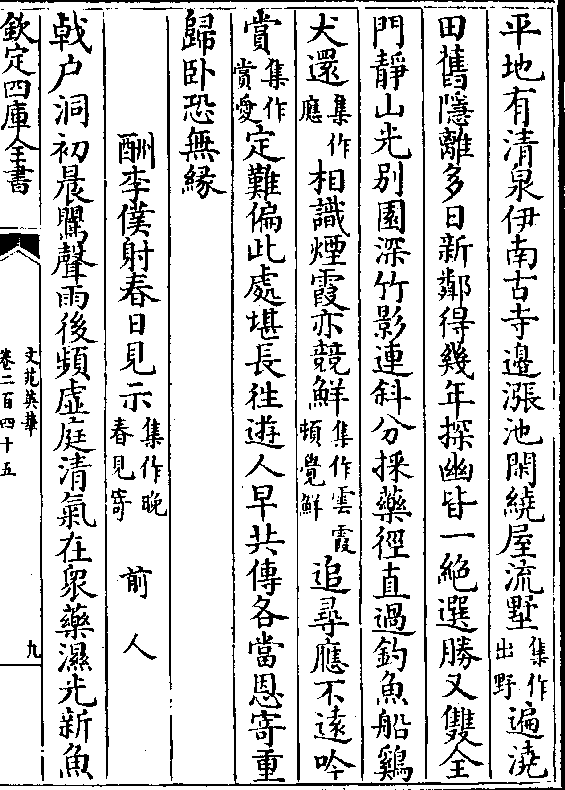 平地有清泉伊南古寺邊漲池閑繞屋流墅集作出野遍澆
田舊隱離多日新鄰得幾年探幽皆一絶選勝又雙全
門靜山光别園深竹影連斜分採藥徑直過釣魚船鷄
犬還集作應相識煙霞亦競鮮集作雲霞頓覺鮮追尋應不遠吟
賞集作賞愛定難偏此處堪長徃遊人早共傳各當恩寄重
歸卧恐無緣
酬李僕射春日見示集作晚春見寄　前人
㦸户洞初晨鶯聲雨後頻虛庭清氣在衆藥濕光新魚
欽定四庫全書
文苑英華
卷二百四十五
九